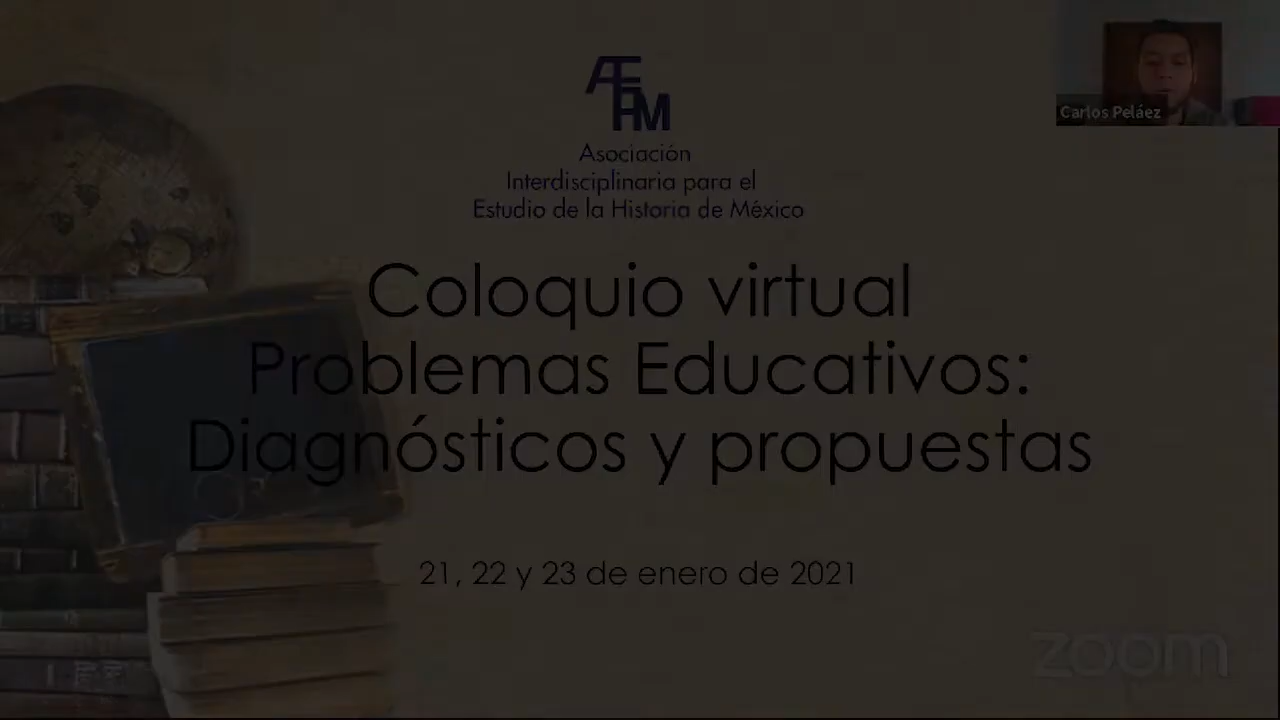 AEHM
Asociación
Interdisciplinaria para el
Estudio de la Historia de México
Carlos Peláez
Coloquio virtual
Problemas Educativos:
Diagnósticos y propuestas
21, 22 y 23 de enero de 2021
zoom